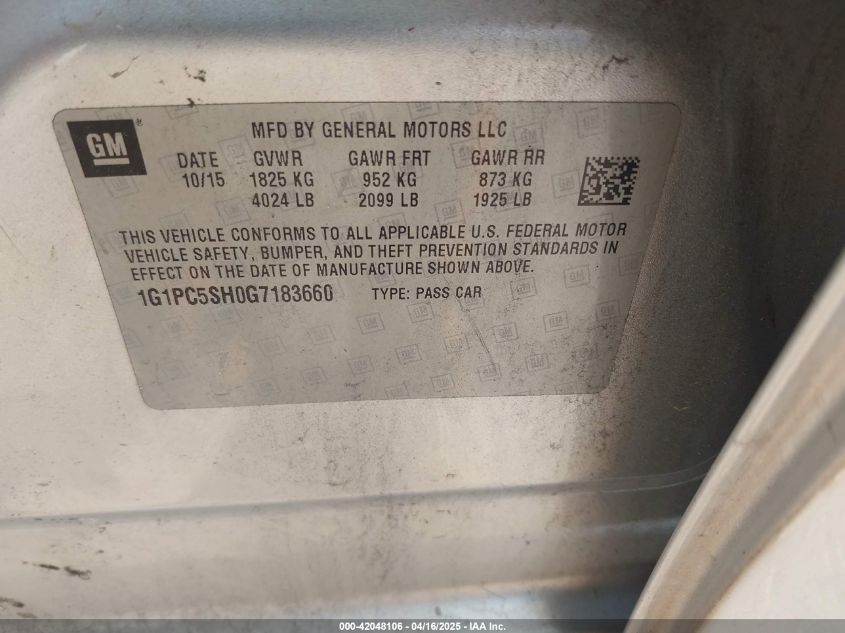 GM®
MFD BY GENERAL MOTORS LLC
DATE GVWR GAWR FRT GAWR RR
10/15 1825 KG 952 KG 873 KG
4024 LB 2099 LB 1925 LB
THIS VEHICLE CONFORMS TO ALL APPLICABLE U.S. FEDERAL MOTOR
VEHICLE SAFETY, BUMPER, AND THEFT PREVENTION STANDARDS IN
EFFECT ON THE DATE OF MANUFACTURE SHOWN ABOVE.
1G1PC5SH0G7183660 TYPE: PASS CAR
000-42048106 - 04/16/2025 - IAA Inc.